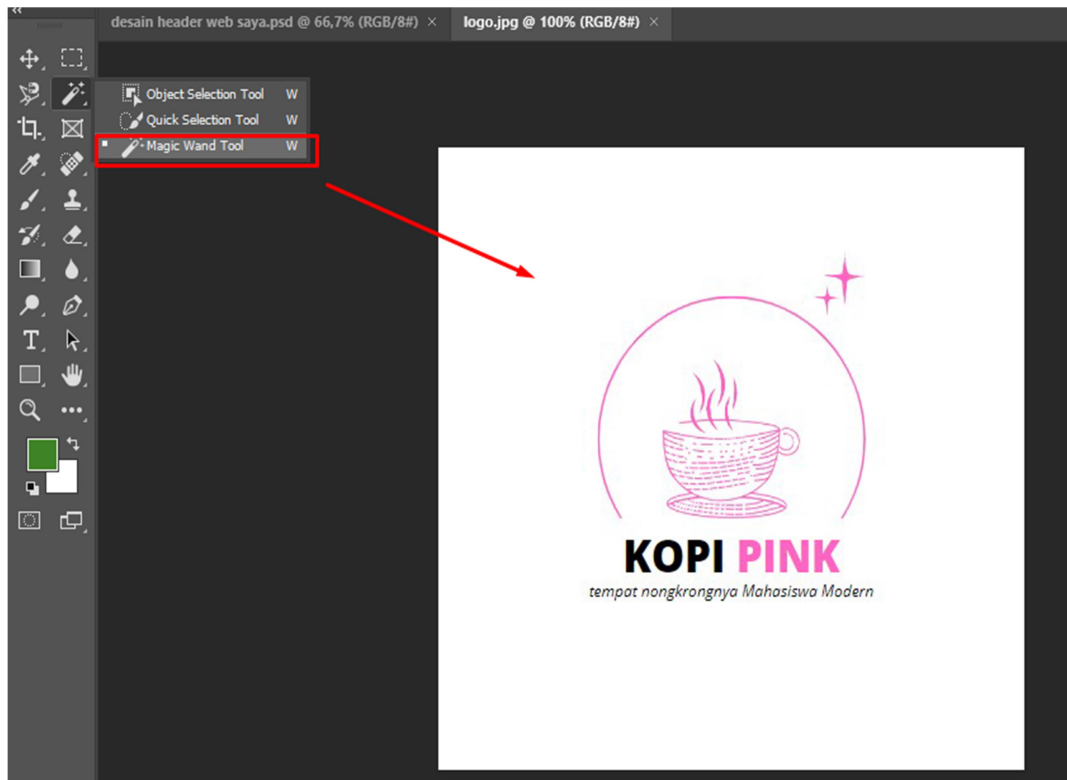 desain header web saya.psd @ 66,7% (RGB/8#) ×
logo.jpg @ 100% (RGB/8#) ×
Object Selection Tool W
Quick Selection Tool W
Magic Wand Tool W
KOPI PINK
tempat nongkrongnya Mahasiswa Modern